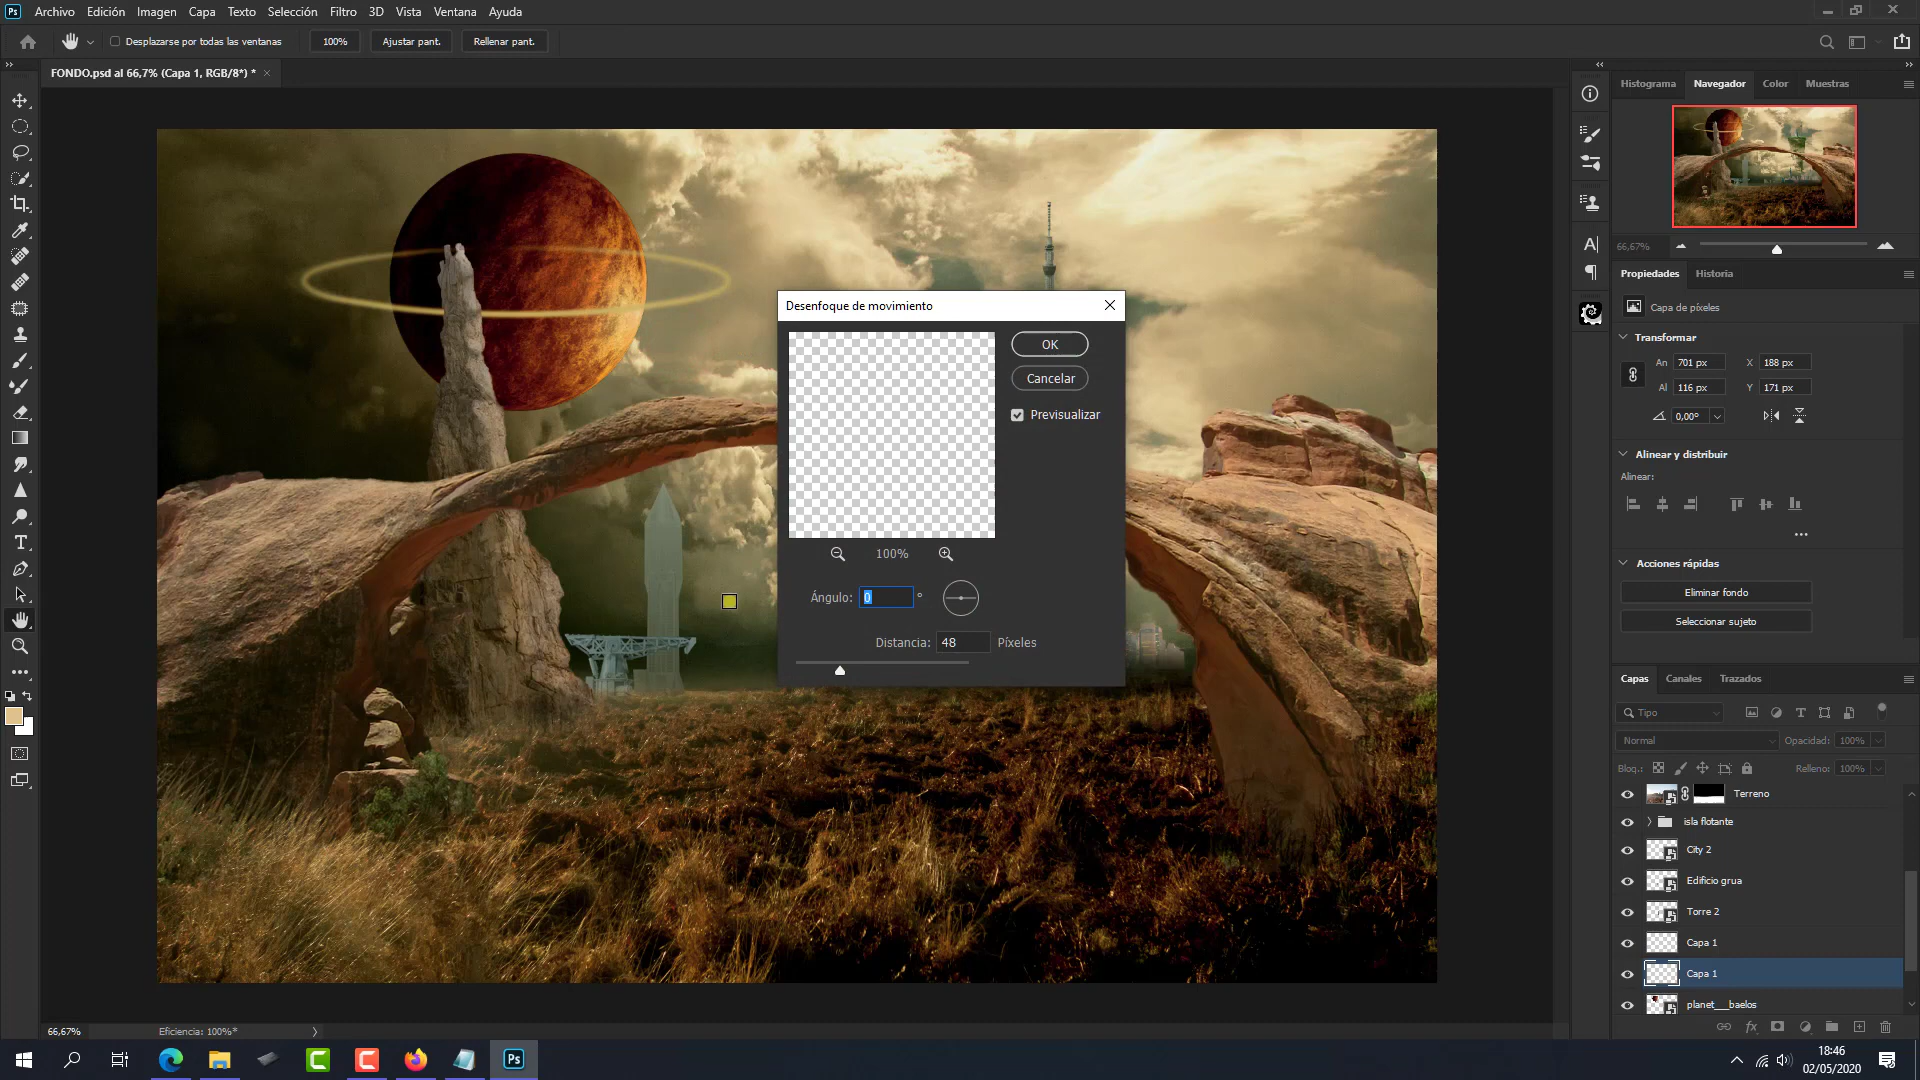 Ps Archivo Edición Imagen Capa Texto Selección Filtro 3D Vista Ventana Ayuda
Desplazarse por todas las ventanas 100% Ajustar pant. Rellenar pant.
FONDO.psd al 66,7% (Capa 1, RGB/8*) *
Histograma Navegador Color Muestras
66,67%
Propiedades Historia
Capa de píxeles
Transformar
An 701 px X 188 px
Al 116 px Y 171 px
0,00°
Alinear y distribuir
Alinear:
Acciones rápidas
Eliminar fondo
Seleccionar sujeto
Desenfoque de movimiento
OK
Cancelar
Previsualizar
100%
Ángulo: 0 °
Distancia: 48 Píxeles
Capas Canales Trazados
Tipo
Normal Opacidad: 100%
Bloq.: Relleno: 100%
Terreno
isla flotante
City 2
Edificio grua
Torre 2
Capa 1
Capa 1
planet___baelos
66,67% Eficiencia: 100%*
Ps
18:46
02/05/2020